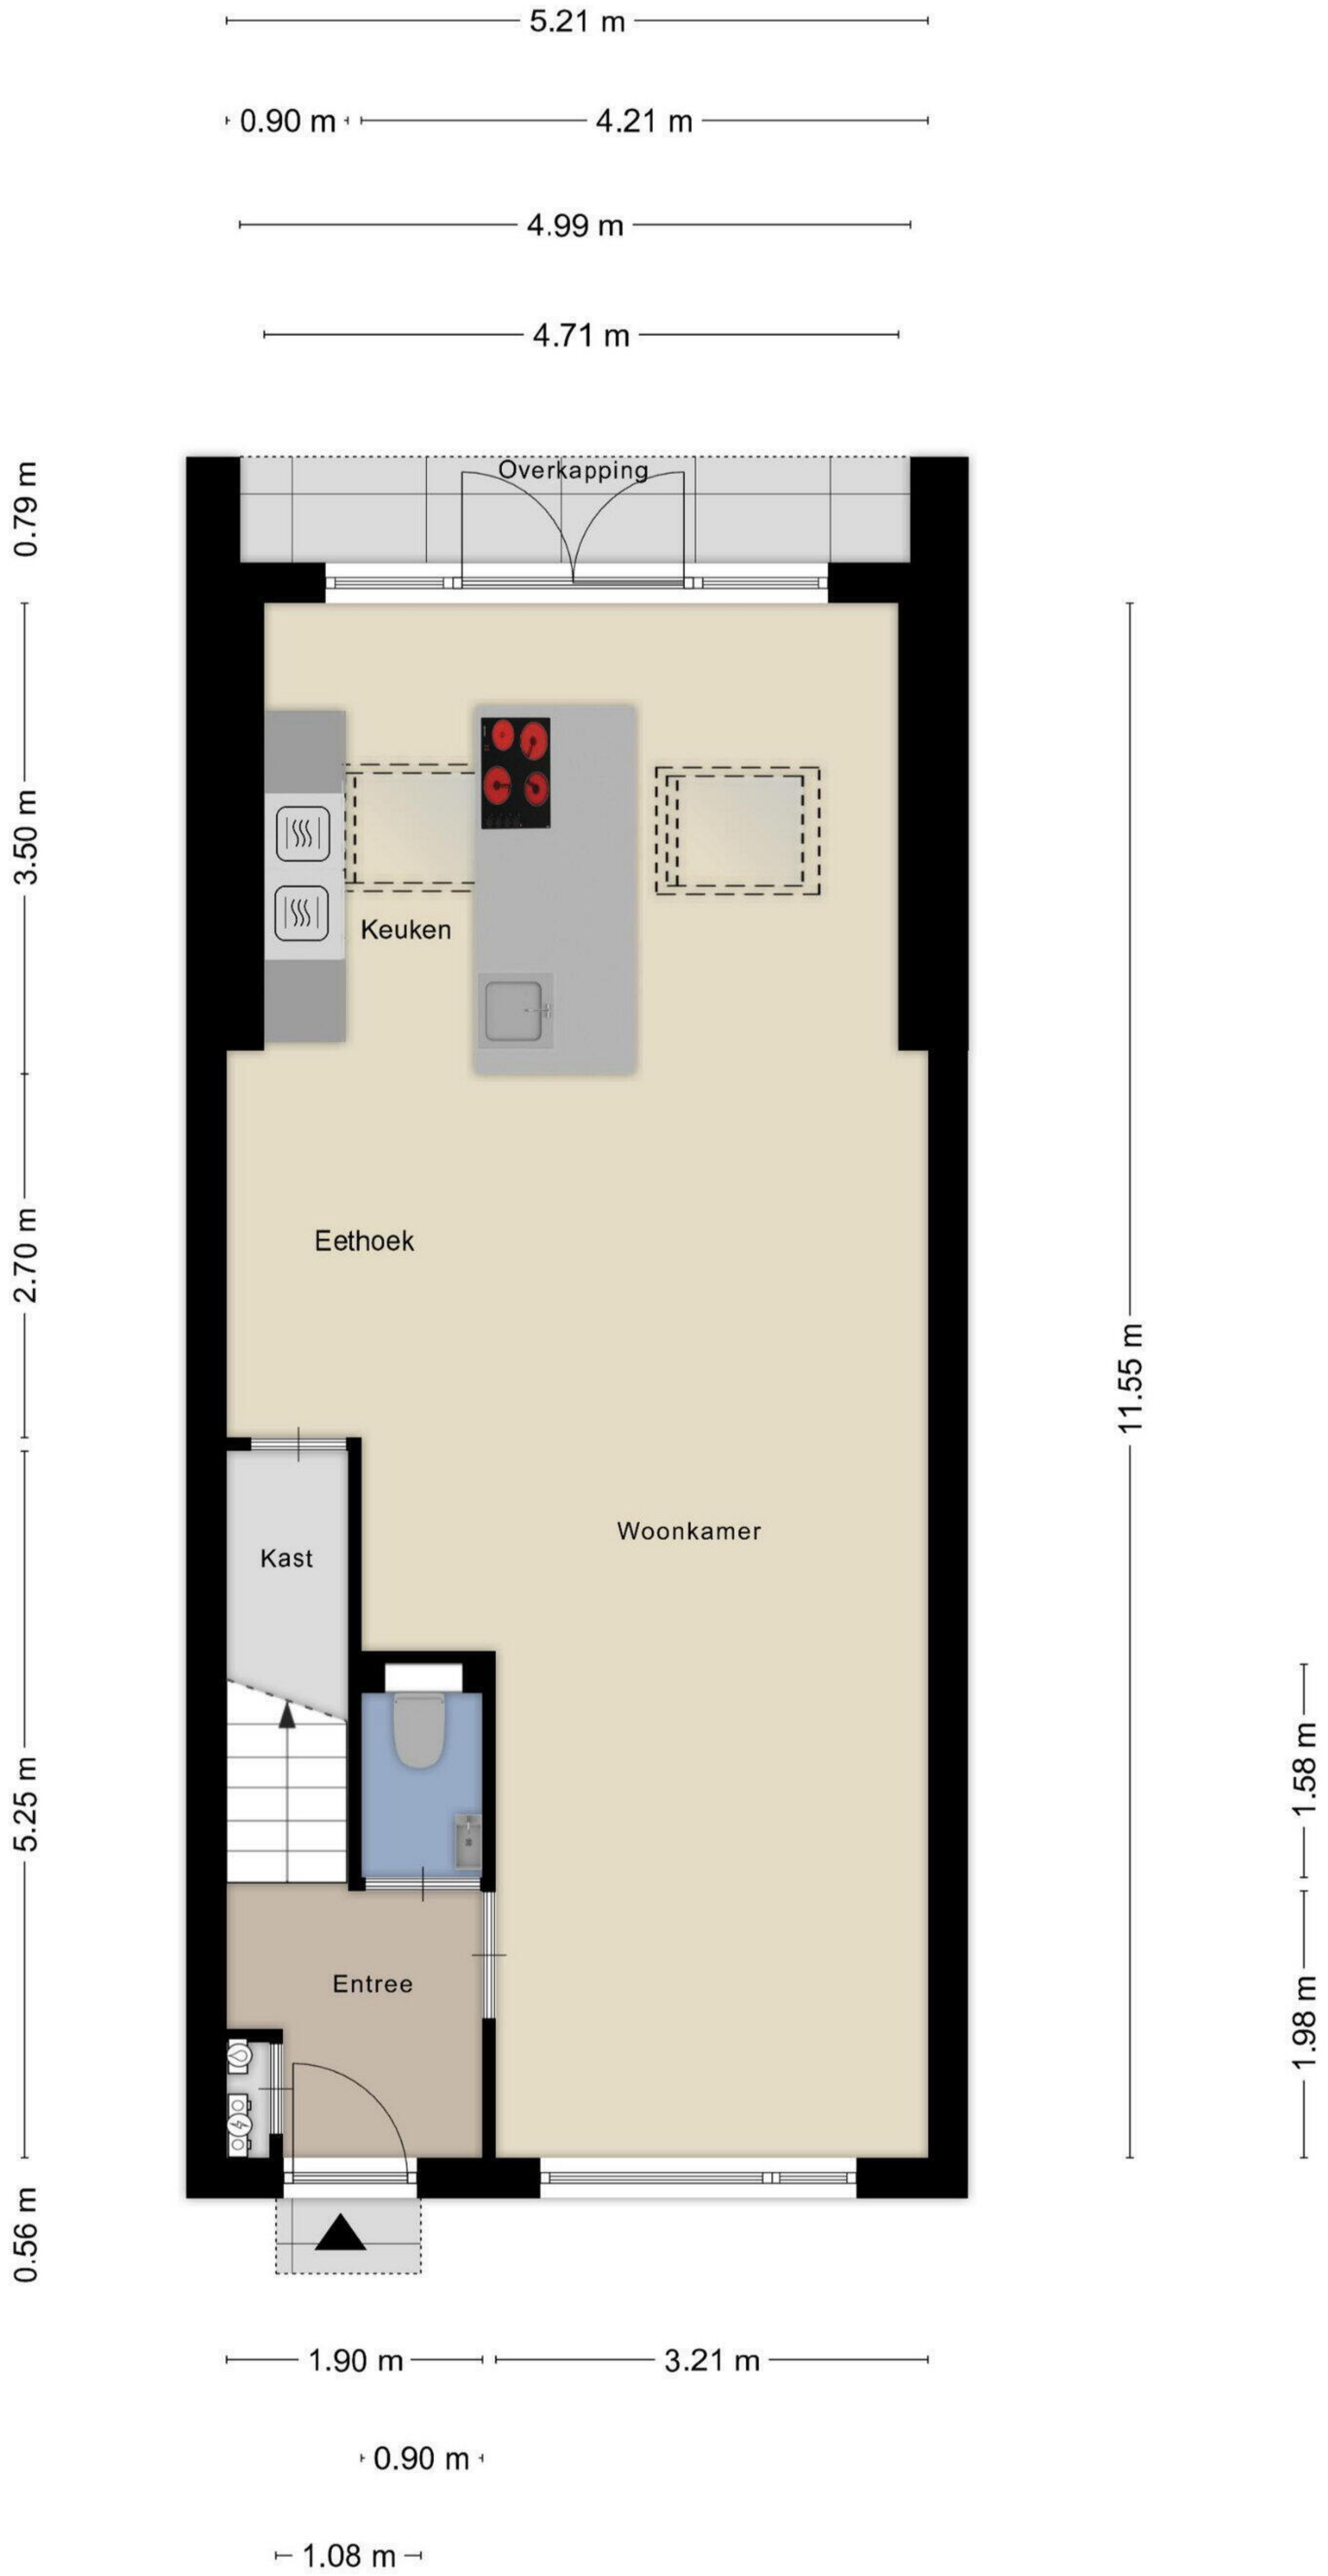 5.21 m
0.90 m
4.21 m
4.99 m
4.71 m
0.79 m
Overkapping
3.50 m
Keuken
2.70 m
Eethoek
11.55 m
Woonkamer
Kast
1.58 m
5.25 m
Entree
1.98 m
0.56 m
1.90 m
3.21 m
0.90 m
1.08 m